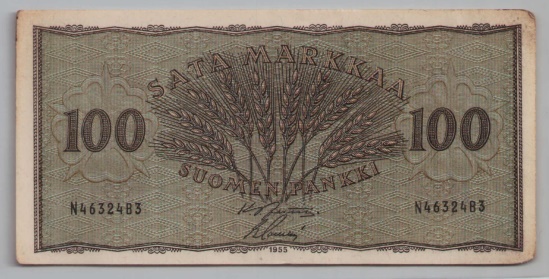 SATA MARKKAA
100 100
SUOMEN PANKKI
N4632483 N4632483
1955